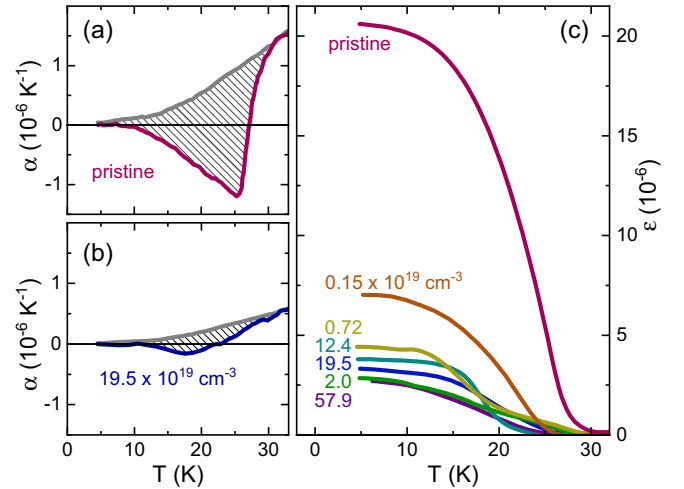 (a)
α (10⁻⁶ K⁻¹)
1
0
-1
pristine
(b)
α (10⁻⁶ K⁻¹)
1
0
-1
19.5 x 10¹⁹ cm⁻³
0 10 20 30
T (K)
(c)
pristine
0.15 x 10¹⁹ cm⁻³
0.72
12.4
19.5
2.0
57.9
20
15
10
5
0
ε (10⁻⁶)
0 10 20 30
T (K)